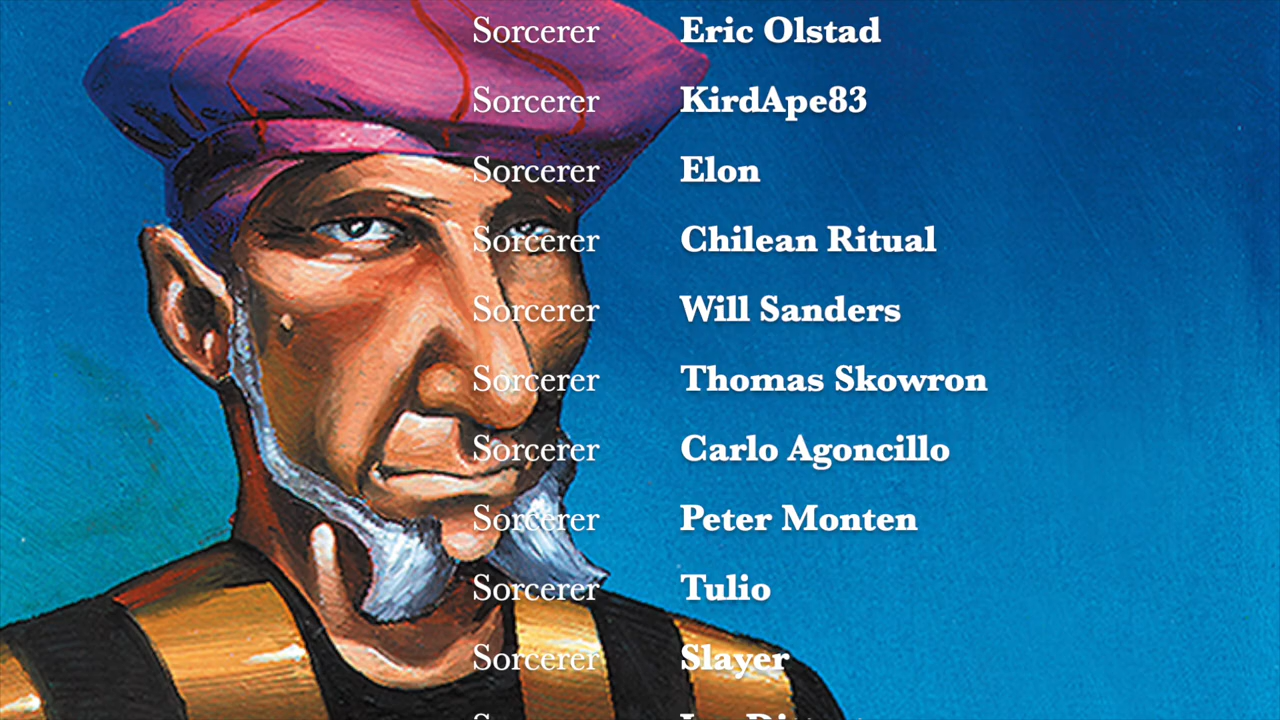 Sorcerer Eric Olstad
Sorcerer KirdApe83
Sorcerer Elon
Sorcerer Chilean Ritual
Sorcerer Will Sanders
Sorcerer Thomas Skowron
Sorcerer Carlo Agoncillo
Sorcerer Peter Monten
Sorcerer Tulio
Sorcerer Slayer